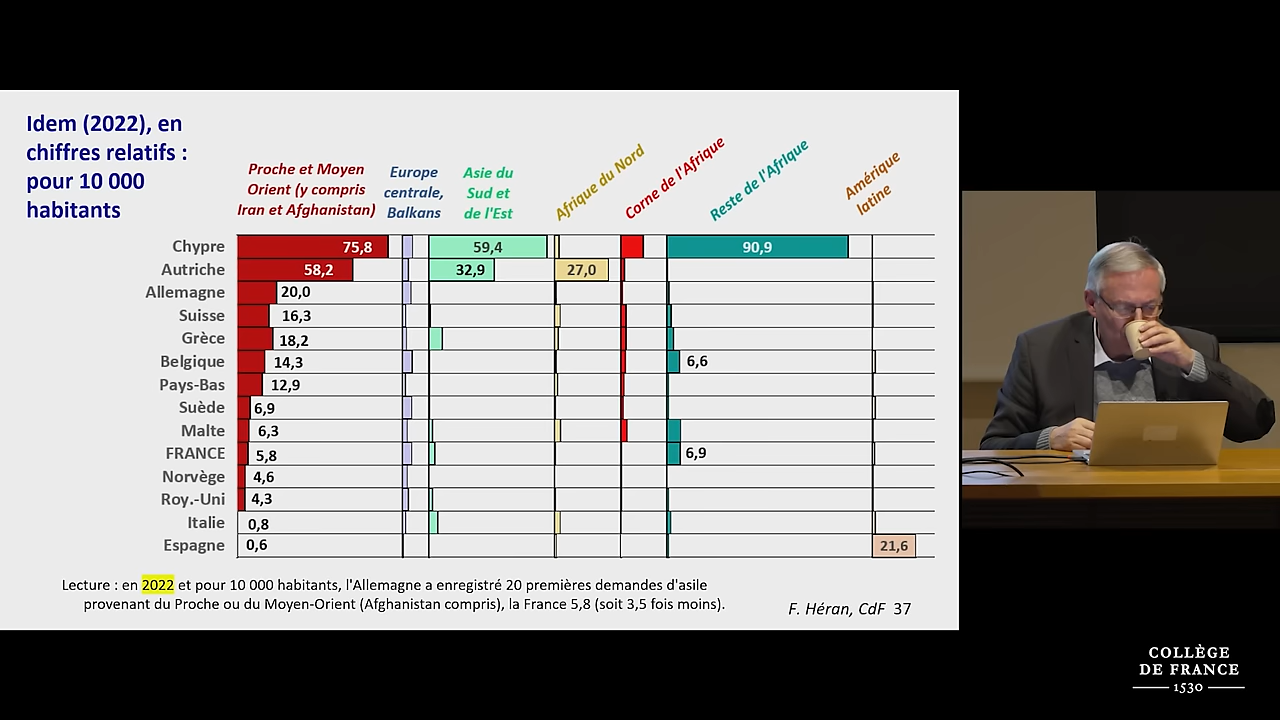 Idem (2022), en
chiffres relatifs :
pour 10 000
habitants
Proche et Moyen
Orient (y compris
Iran et Afghanistan)
Europe
centrale,
Balkans
Asie du
Sud et
de l'Est
Afrique du Nord
Corne de l'Afrique
Reste de l'Afrique
Amérique
latine
Chypre 75,8 59,4 90,9
Autriche 58,2 32,9 27,0
Allemagne 20,0
Suisse 16,3
Grèce 18,2
Belgique 14,3 6,6
Pays-Bas 12,9
Suède 6,9
Malte 6,3
FRANCE 5,8 6,9
Norvège 4,6
Roy.-Uni 4,3
Italie 0,8
Espagne 0,6 21,6
Lecture : en 2022 et pour 10 000 habitants, l'Allemagne a enregistré 20 premières demandes d'asile
provenant du Proche ou du Moyen-Orient (Afghanistan compris), la France 5,8 (soit 3,5 fois moins).
F. Héran, CdF 37
COLLÈGE
DE FRANCE
1530